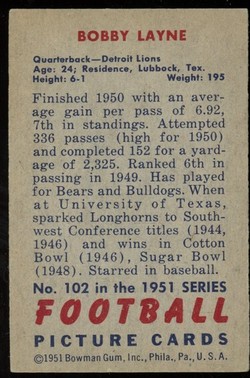 BOBBY LAYNE
Quarterback—Detroit Lions
Age: 24; Residence, Lubbock, Tex.
Height: 6-1 Weight: 195
Finished 1950 with an aver-
age gain per pass of 6.92,
7th in standings. Attempted
336 passes (high for 1950)
and completed 152 for a yard-
age of 2,325. Ranked 6th in
passing in 1949. Has played
for Bears and Bulldogs. When
at University of Texas,
sparked Longhorns to South-
west Conference titles (1944,
1946) and wins in Cotton
Bowl (1946), Sugar Bowl
(1948). Starred in baseball.
No. 102 in the 1951 SERIES
FOOTBALL
PICTURE CARDS
©1951 Bowman Gum, Inc., Phila., Pa., U. S. A.